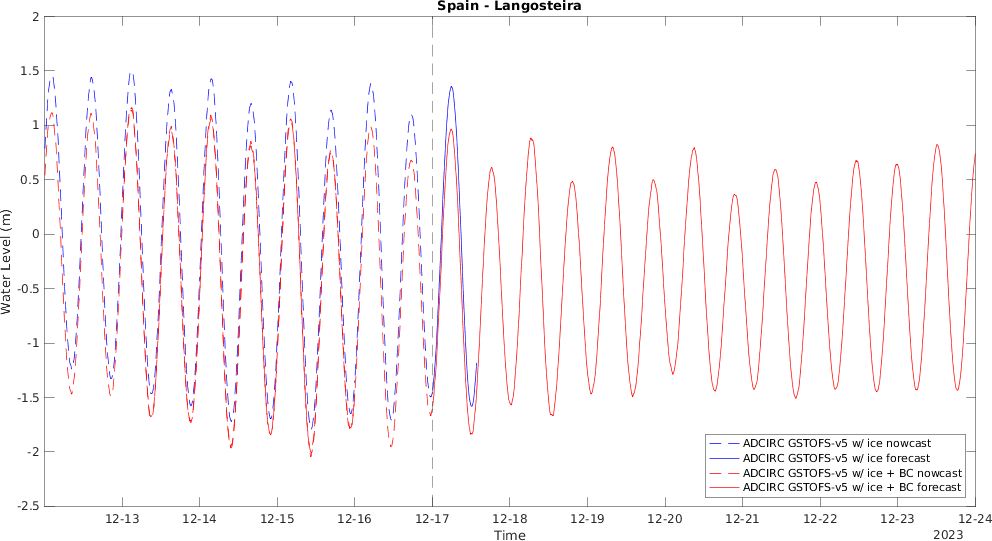 Spain - Langosteira
2
1.5
1
0.5
0
-0.5
-1
-1.5
-2
-2.5
Water Level (m)
ADCIRC GSTOFS-v5 w/ ice nowcast
ADCIRC GSTOFS-v5 w/ ice forecast
ADCIRC GSTOFS-v5 w/ ice + BC nowcast
ADCIRC GSTOFS-v5 w/ ice + BC forecast
12-13 12-14 12-15 12-16 12-17 12-18 12-19 12-20 12-21 12-22 12-23 12-24
Time
2023